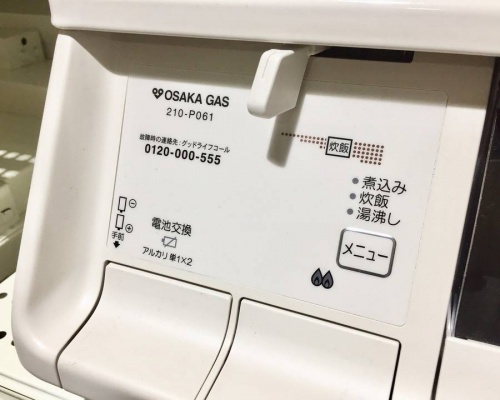 OSAKA GAS
210-P061
故障時の連絡先:グッドライフコール
0120-000-555
炊飯
煮込み
炊飯
湯沸し
メニュー
⊖
⊕
手前
電池交換
アルカリ 単1×2